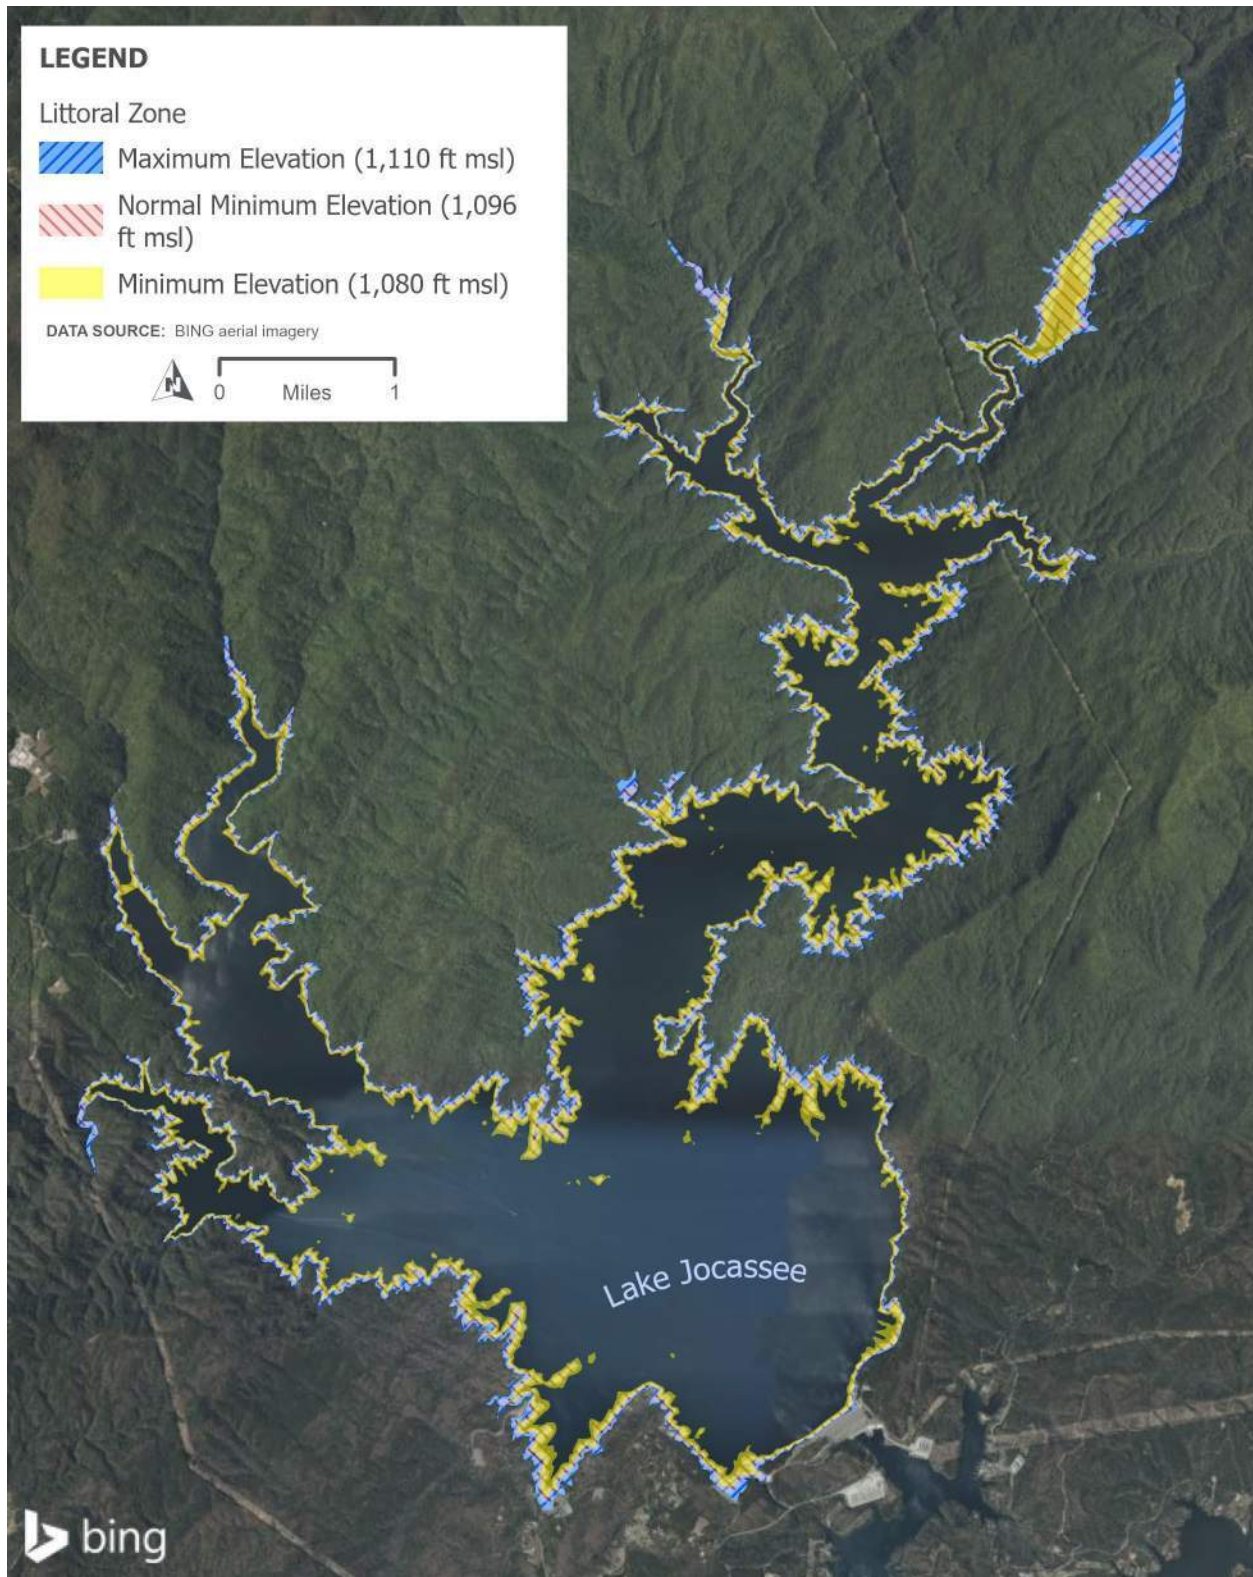 LEGEND
Littoral Zone
Maximum Elevation (1,110 ft msl)
Normal Minimum Elevation (1,096
ft msl)
Minimum Elevation (1,080 ft msl)
DATA SOURCE: BING aerial imagery
N
0 Miles 1
Lake Jocassee
bing